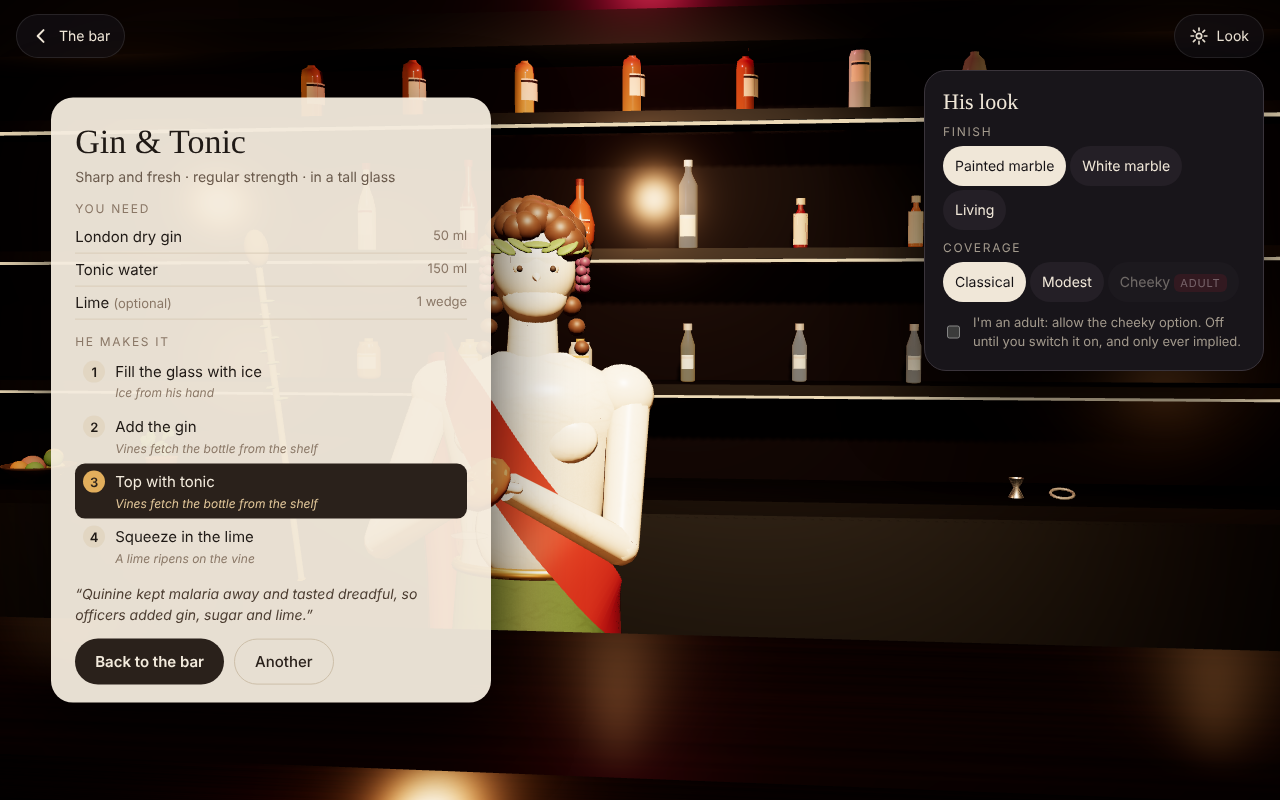 The bar
Look
Gin & Tonic
Sharp and fresh · regular strength · in a tall glass
YOU NEED
London dry gin 50 ml
Tonic water 150 ml
Lime (optional) 1 wedge
HE MAKES IT
1 Fill the glass with ice
Ice from his hand
2 Add the gin
Vines fetch the bottle from the shelf
3 Top with tonic
Vines fetch the bottle from the shelf
4 Squeeze in the lime
A lime ripens on the vine
“Quinine kept malaria away and tasted dreadful, so
officers added gin, sugar and lime.”
Back to the bar Another
His look
FINISH
Painted marble White marble
Living
COVERAGE
Classical Modest Cheeky ADULT
I'm an adult: allow the cheeky option. Off
until you switch it on, and only ever implied.